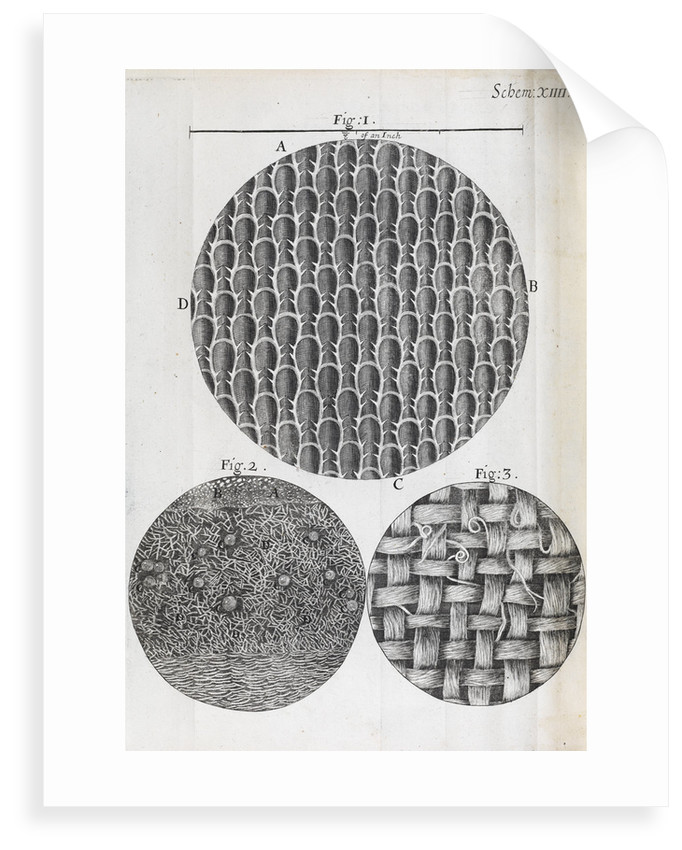 Schem: XIIII.
Fig: 1.
of an Inch
A
B
D
C
Fig. 2.
Fig: 3.
B A